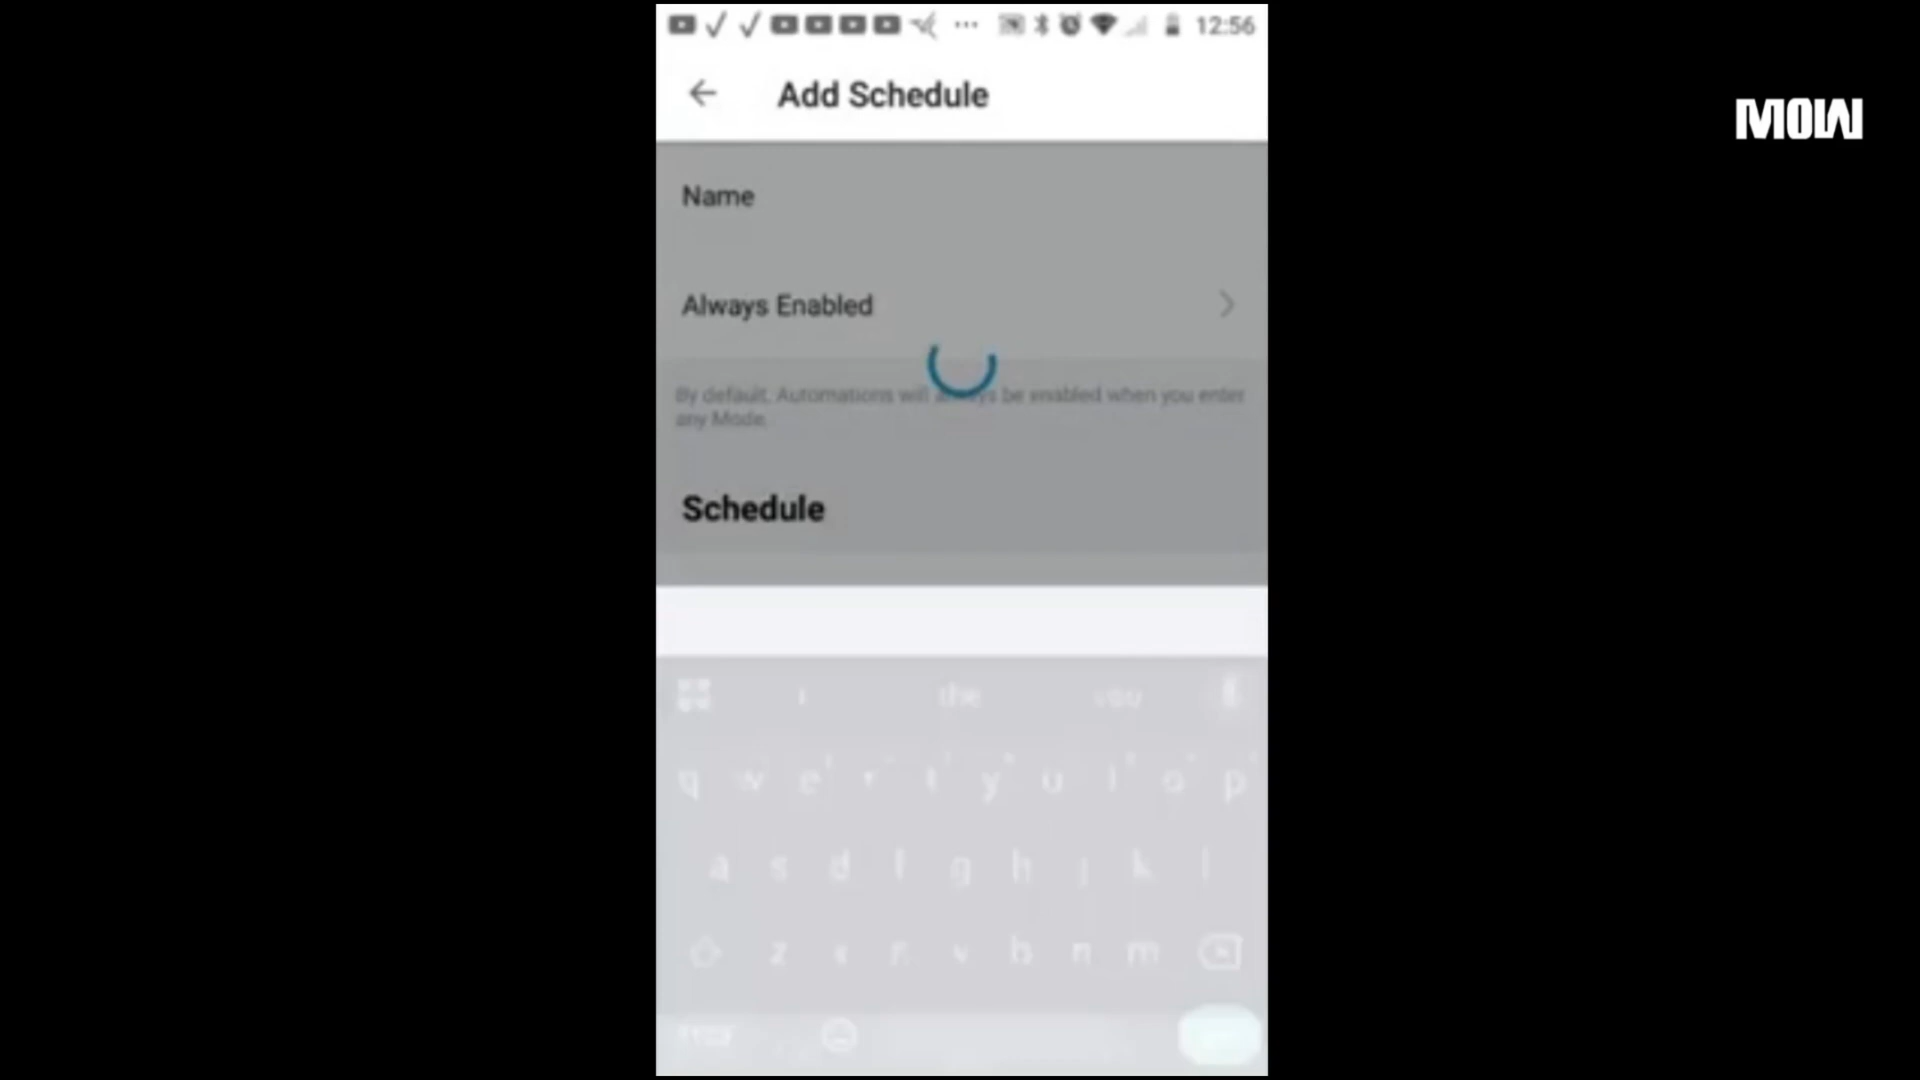 12:56
Add Schedule
MOW
Name
Always Enabled
By default, Automations will always be enabled when you enter
any Mode.
Schedule
i the you
q w e r t y u i o p
a s d f g h j k l
z v b n m